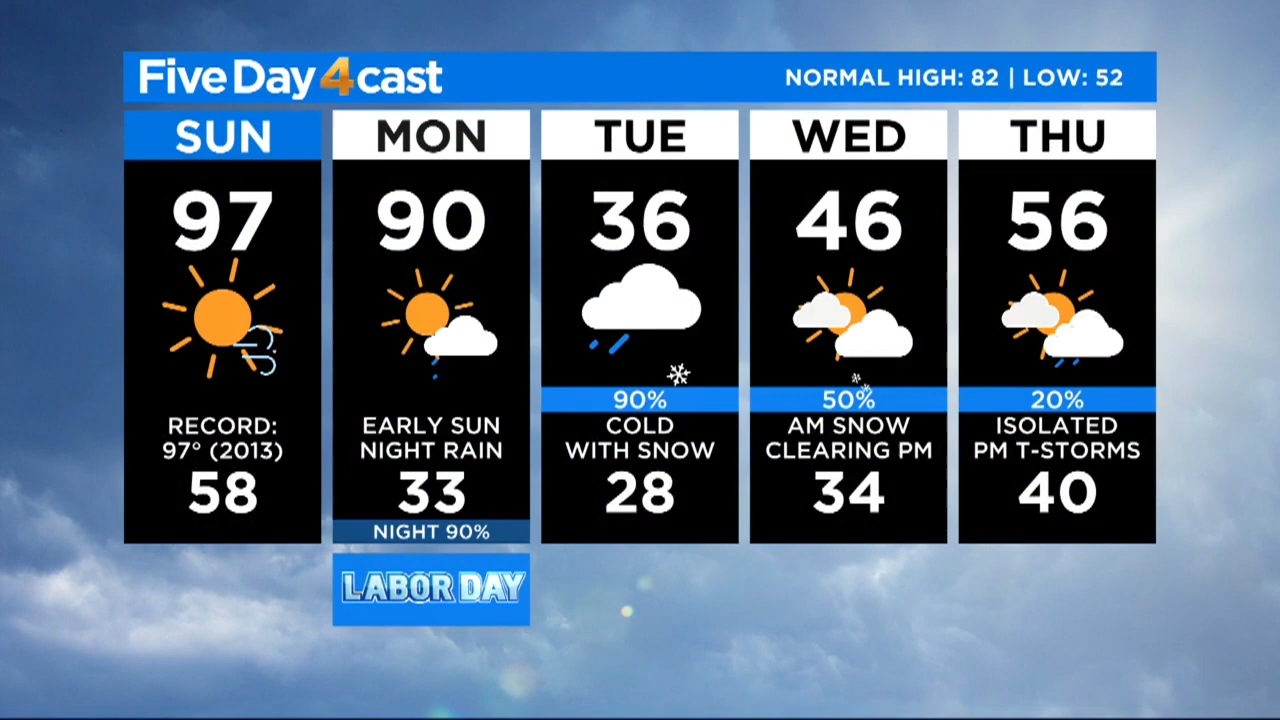 Five Day 4cast
NORMAL HIGH: 82 | LOW: 52
SUN
97
RECORD:
97° (2013)
58
MON
90
EARLY SUN
NIGHT RAIN
33
NIGHT 90%
LABOR DAY
TUE
36
90%
COLD
WITH SNOW
28
WED
46
50%
AM SNOW
CLEARING PM
34
THU
56
20%
ISOLATED
PM T-STORMS
40